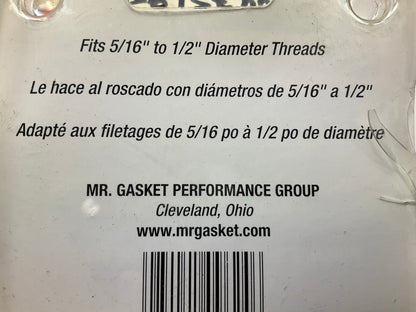 Fits 5/16" to 1/2" Diameter Threads
Le hace al roscado con diámetros de 5/16" a 1/2"
Adapté aux filetages de 5/16 po à 1/2 po de diamètre
MR. GASKET PERFORMANCE GROUP
Cleveland, Ohio
www.mrgasket.com